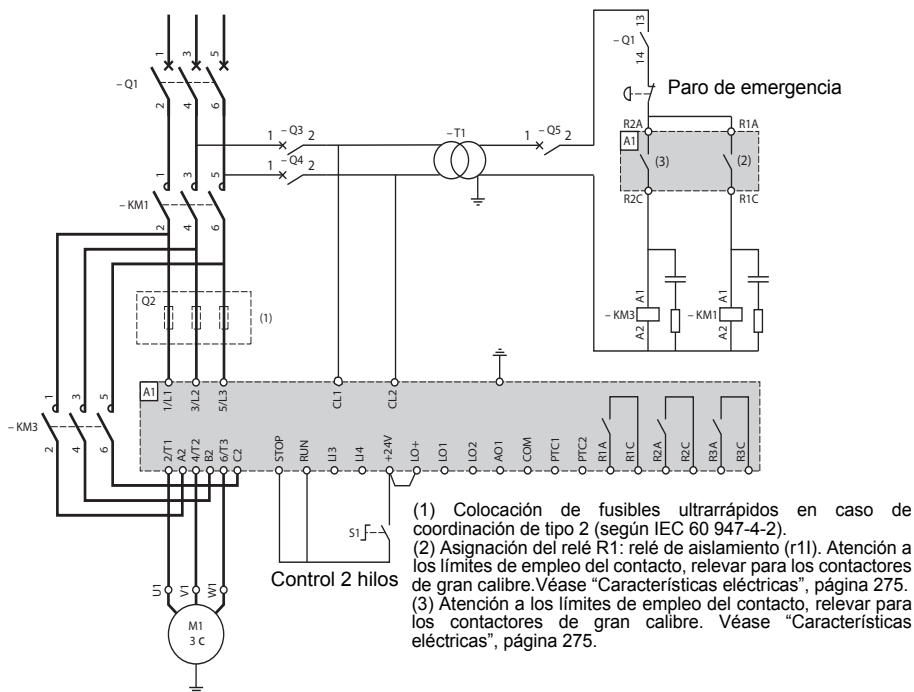 1 3 5
– Q1
2 4 6
13
– Q1
14
Paro de emergencia
1 – Q3 2
– T1
1 – Q5 2
1 – Q4 2
R2A R1A
A1
(3) (2)
R2C R1C
1 3 5
– KM1
2 4 6
Q2
(1)
A1 A1
– KM3 – KM1
A2 A2
A1
1/L1 3/L2 5/L3 CL1 CL2
1 3 5
– KM3
2 4 6
2/T1 A2 4/T2 B2 6/T3 C2 STOP RUN LI3 LI4 +24V LO+ LO1 LO2 AO1 COM PTC1 PTC2 R1A R1C R2A R2C R3A R3C
S1
Control 2 hilos
U1 V1 W1
M1
3 C
(1) Colocación de fusibles ultrarrápidos en caso de
coordinación de tipo 2 (según IEC 60 947-4-2).
(2) Asignación del relé R1: relé de aislamiento (r1I). Atención a
los límites de empleo del contacto, relevar para los contactores
de gran calibre.Véase “Características eléctricas”, página 275.
(3) Atención a los límites de empleo del contacto, relevar para
los contactores de gran calibre. Véase “Características
eléctricas”, página 275.